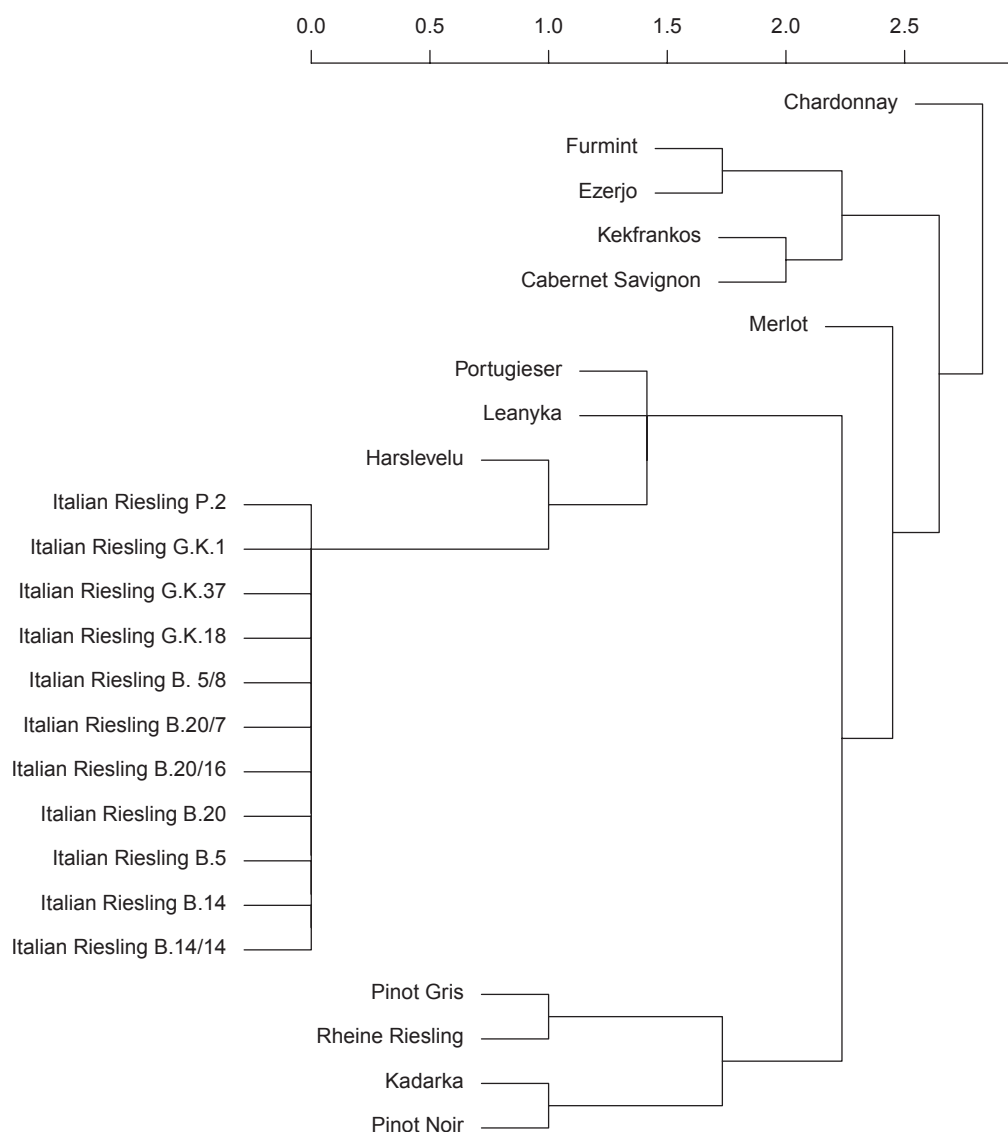 0.0 0.5 1.0 1.5 2.0 2.5
Chardonnay
Furmint
Ezerjo
Kekfrankos
Cabernet Savignon
Merlot
Portugieser
Leanyka
Harslevelu
Italian Riesling P.2
Italian Riesling G.K.1
Italian Riesling G.K.37
Italian Riesling G.K.18
Italian Riesling B. 5/8
Italian Riesling B.20/7
Italian Riesling B.20/16
Italian Riesling B.20
Italian Riesling B.5
Italian Riesling B.14
Italian Riesling B.14/14
Pinot Gris
Rheine Riesling
Kadarka
Pinot Noir